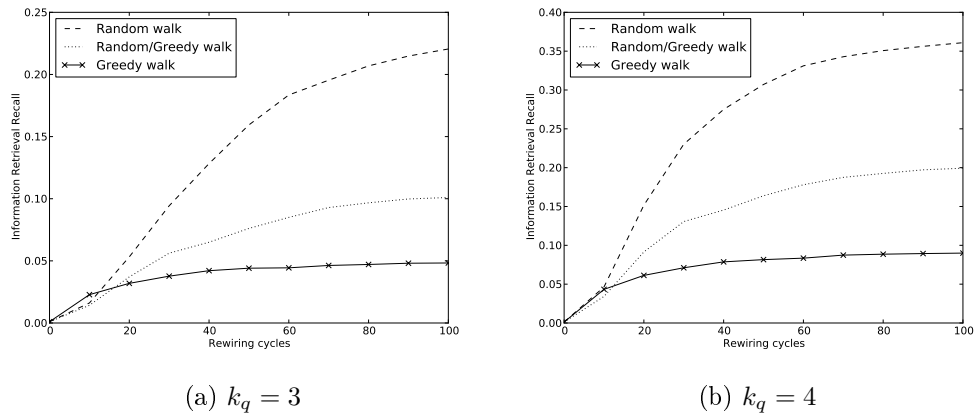 0.25
0.20
0.15
0.10
0.05
0.00
Information Retrieval Recall
Random walk
Random/Greedy walk
Greedy walk
0 20 40 60 80 100
Rewiring cycles
(a) k_q = 3
0.40
0.35
0.30
0.25
0.20
0.15
0.10
0.05
0.00
Information Retrieval Recall
Random walk
Random/Greedy walk
Greedy walk
0 20 40 60 80 100
Rewiring cycles
(b) k_q = 4